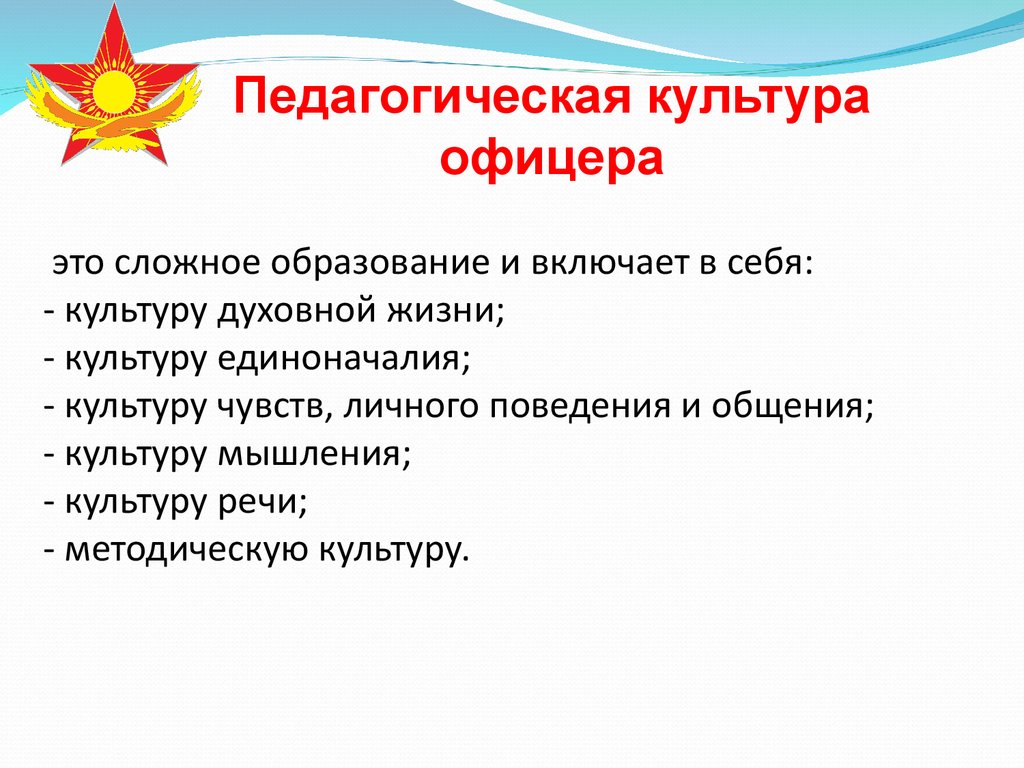 Педагогическая культура
офицера
это сложное образование и включает в себя:
- культуру духовной жизни;
- культуру единоначалия;
- культуру чувств, личного поведения и общения;
- культуру мышления;
- культуру речи;
- методическую культуру.